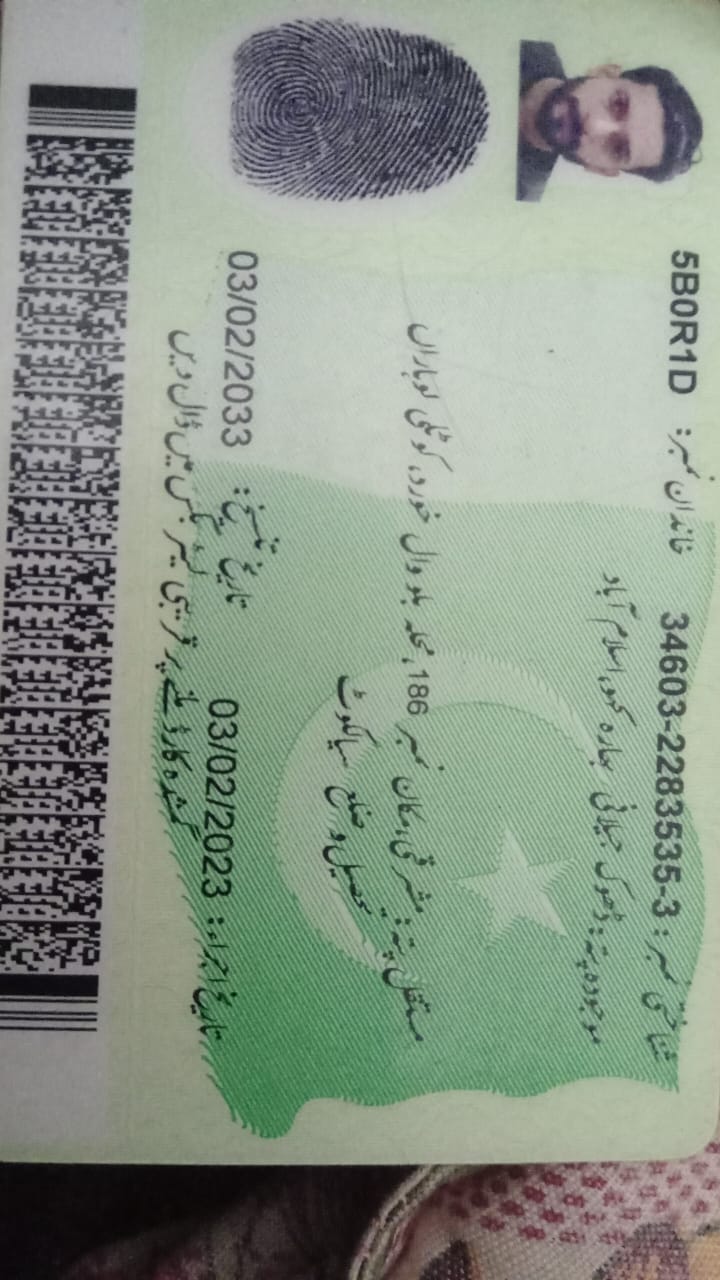 شناختی نمبر: 34603-2283535-3 خاندان نمبر: 5B0R1D
موجودہ پتہ: ڈھوک جیلانی بھارہ کہو، اسلام آباد
مستقل پتہ: مشرقی، مکان نمبر 186، محلہ بلو وال خورد، کوٹلی لوہاراں
تحصیل و ضلع سیالکوٹ
تاریخ اجراء: 03/02/2023 تاریخ تنسیخ: 03/02/2033
گمشدہ کارڈ ملنے پر قریبی لیٹر بکس میں ڈال دیں